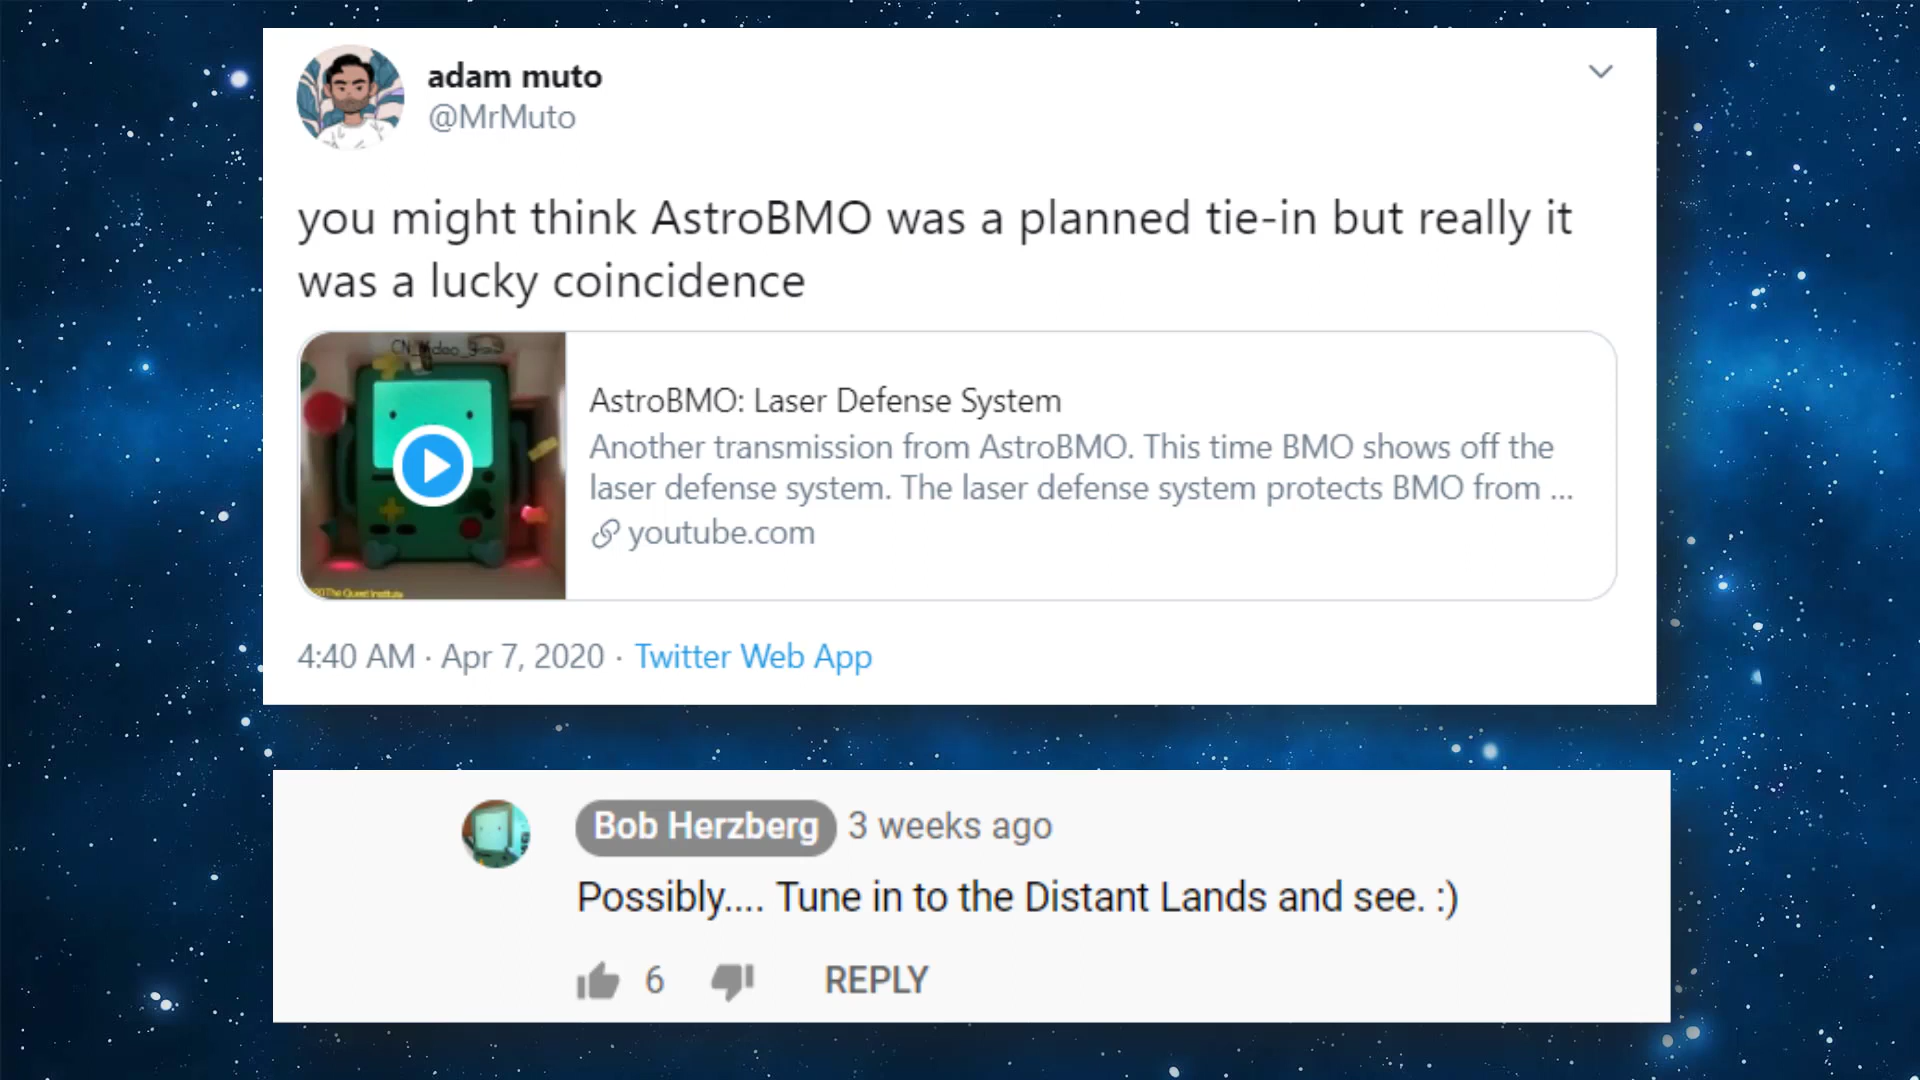 adam muto
@MrMuto
you might think AstroBMO was a planned tie-in but really it
was a lucky coincidence
AstroBMO: Laser Defense System
Another transmission from AstroBMO. This time BMO shows off the
laser defense system. The laser defense system protects BMO from ...
youtube.com
The Quest Institute
4:40 AM · Apr 7, 2020 · Twitter Web App
Bob Herzberg 3 weeks ago
Possibly.... Tune in to the Distant Lands and see. :)
6 REPLY